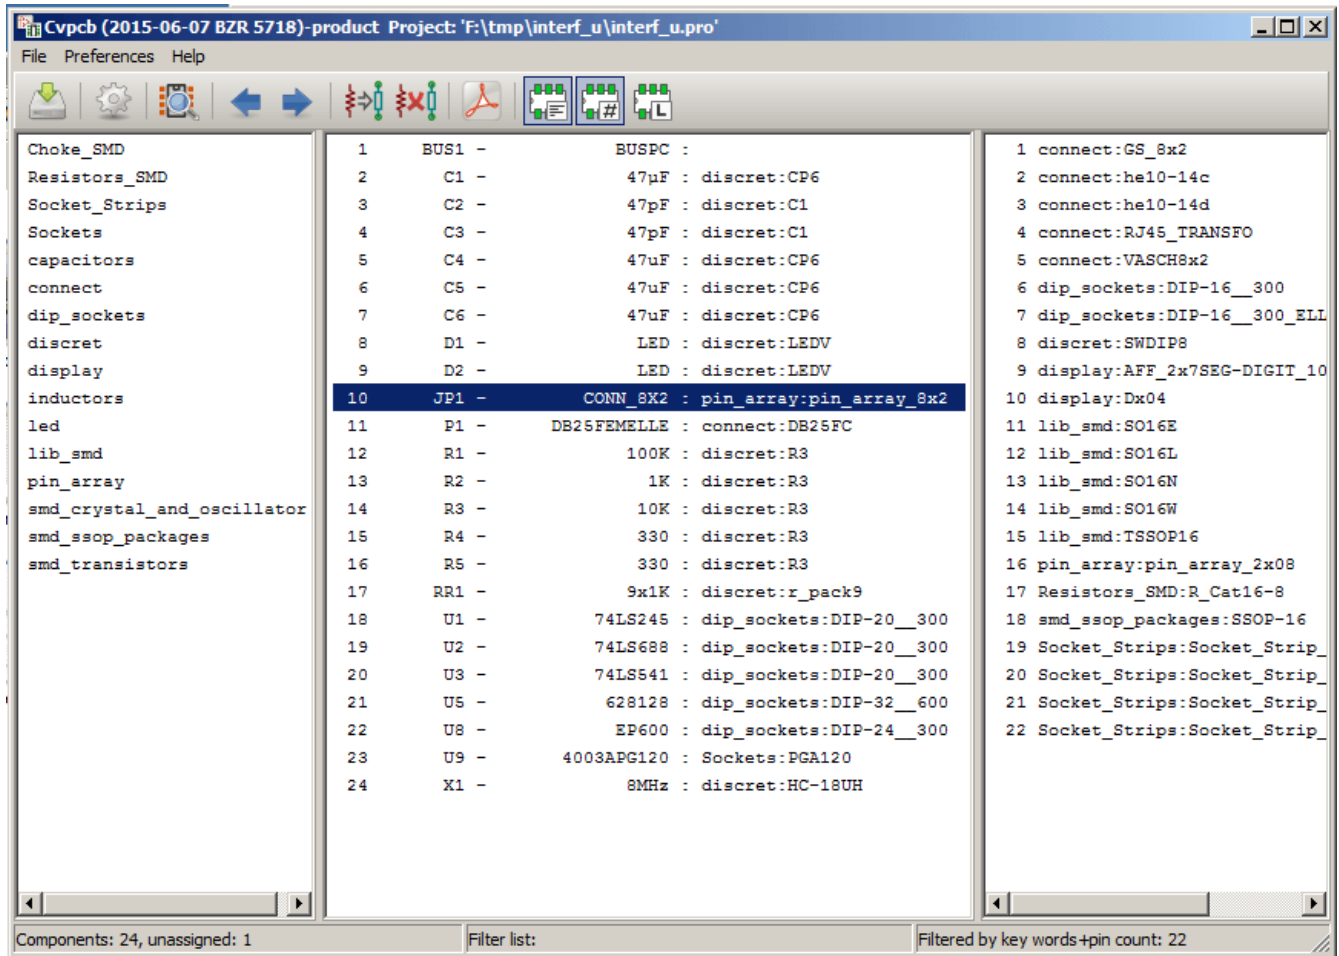 Cvpcb (2015-06-07 BZR 5718)-product Project: 'F:\tmp\interf_u\interf_u.pro'
File Preferences Help
# L
Choke_SMD
Resistors_SMD
Socket_Strips
Sockets
capacitors
connect
dip_sockets
discret
display
inductors
led
lib_smd
pin_array
smd_crystal_and_oscillator
smd_ssop_packages
smd_transistors
1 BUS1 - BUSPC :
2 C1 - 47µF : discret:CP6
3 C2 - 47pF : discret:C1
4 C3 - 47pF : discret:C1
5 C4 - 47uF : discret:CP6
6 C5 - 47uF : discret:CP6
7 C6 - 47uF : discret:CP6
8 D1 - LED : discret:LEDV
9 D2 - LED : discret:LEDV
10 JP1 - CONN_8X2 : pin_array:pin_array_8x2
11 P1 - DB25FEMELLE : connect:DB25FC
12 R1 - 100K : discret:R3
13 R2 - 1K : discret:R3
14 R3 - 10K : discret:R3
15 R4 - 330 : discret:R3
16 R5 - 330 : discret:R3
17 RR1 - 9x1K : discret:r_pack9
18 U1 - 74LS245 : dip_sockets:DIP-20__300
19 U2 - 74LS688 : dip_sockets:DIP-20__300
20 U3 - 74LS541 : dip_sockets:DIP-20__300
21 U5 - 628128 : dip_sockets:DIP-32__600
22 U8 - EP600 : dip_sockets:DIP-24__300
23 U9 - 4003APG120 : Sockets:PGA120
24 X1 - 8MHz : discret:HC-18UH
1 connect:GS_8x2
2 connect:he10-14c
3 connect:he10-14d
4 connect:RJ45_TRANSFO
5 connect:VASCH8x2
6 dip_sockets:DIP-16__300
7 dip_sockets:DIP-16__300_ELL
8 discret:SWDIP8
9 display:AFF_2x7SEG-DIGIT_10
10 display:Dx04
11 lib_smd:SO16E
12 lib_smd:SO16L
13 lib_smd:SO16N
14 lib_smd:SO16W
15 lib_smd:TSSOP16
16 pin_array:pin_array_2x08
17 Resistors_SMD:R_Cat16-8
18 smd_ssop_packages:SSOP-16
19 Socket_Strips:Socket_Strip_
20 Socket_Strips:Socket_Strip_
21 Socket_Strips:Socket_Strip_
22 Socket_Strips:Socket_Strip_
Components: 24, unassigned: 1
Filter list:
Filtered by key words+pin count: 22